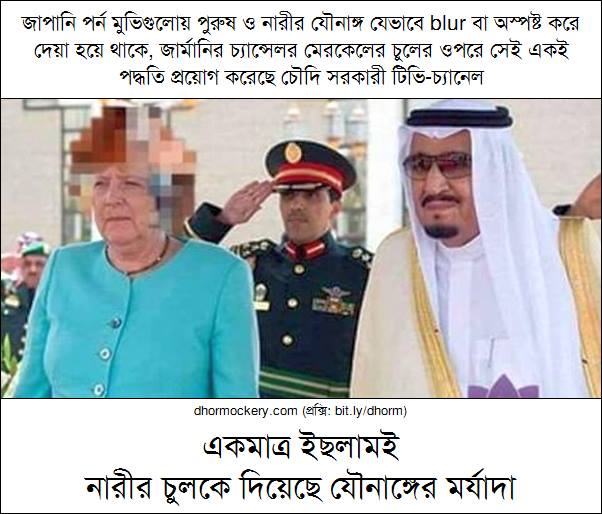 জাপানি পর্ন মুভিগুলোয় পুরুষ ও নারীর যৌনাঙ্গ যেভাবে blur বা অস্পষ্ট করে
দেয়া হয়ে থাকে, জার্মানির চ্যান্সেলর মেরকেলের চুলের ওপরে সেই একই
পদ্ধতি প্রয়োগ করেছে চৌদি সরকারী টিভি-চ্যানেল
dhormockery.com (প্রক্সি: bit.ly/dhorm)
একমাত্র ইছলামই
নারীর চুলকে দিয়েছে যৌনাঙ্গের মর্যাদা